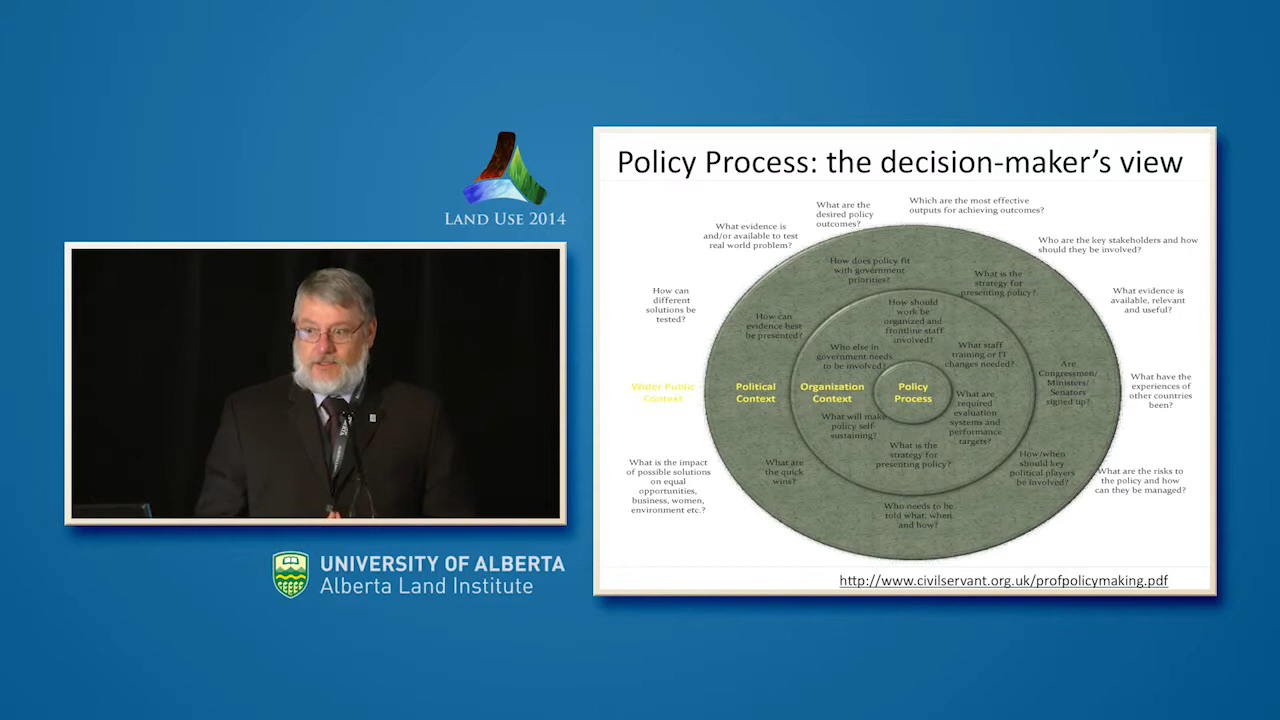 LAND USE 2014
UNIVERSITY OF ALBERTA
Alberta Land Institute
Policy Process: the decision-maker's view
What are the
desired policy
outcomes?
Which are the most effective
outputs for achieving outcomes?
What evidence is
and/or available to test
real world problem?
Who are the key stakeholders and how
should they be involved?
How does policy fit
with government
priorities?
What is the
strategy for
presenting policy?
How can
different
solutions be
tested?
What evidence is
available, relevant
and useful?
How can
evidence best
be presented?
How should
work be
organized and
frontline staff
involved?
Who else in
government needs
to be involved?
What staff
training or IT
changes needed?
Are
Congressmen/
Ministers/
Senators
signed up?
What have the
experiences of
other countries
been?
Wider Public
Context
Political
Context
Organization
Context
Policy
Process
What are
required
evaluation
systems and
performance
targets?
What will make
policy self-
sustaining?
What is the
strategy for
presenting policy?
What is the impact
of possible solutions
on equal
opportunities,
business, women,
environment etc.?
What are
the quick
wins?
How/when
should key
political players
be involved?
What are the risks to
the policy and how
can they be managed?
Who needs to be
told what, when
and how?
http://www.civilservant.org.uk/profpolicymaking.pdf